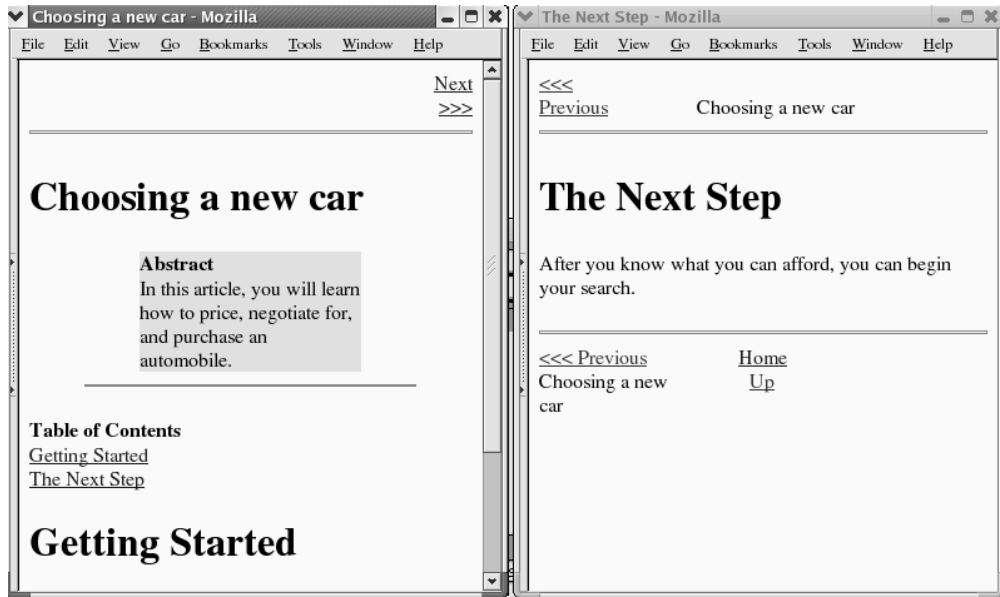 Choosing a new car - Mozilla
File Edit View Go Bookmarks Tools Window Help
Next
>>>
Choosing a new car
Abstract
In this article, you will learn
how to price, negotiate for,
and purchase an
automobile.
Table of Contents
Getting Started
The Next Step
Getting Started
The Next Step - Mozilla
File Edit View Go Bookmarks Tools Window Help
<<<
Previous Choosing a new car
The Next Step
After you know what you can afford, you can begin
your search.
<<< Previous Home
Choosing a new Up
car